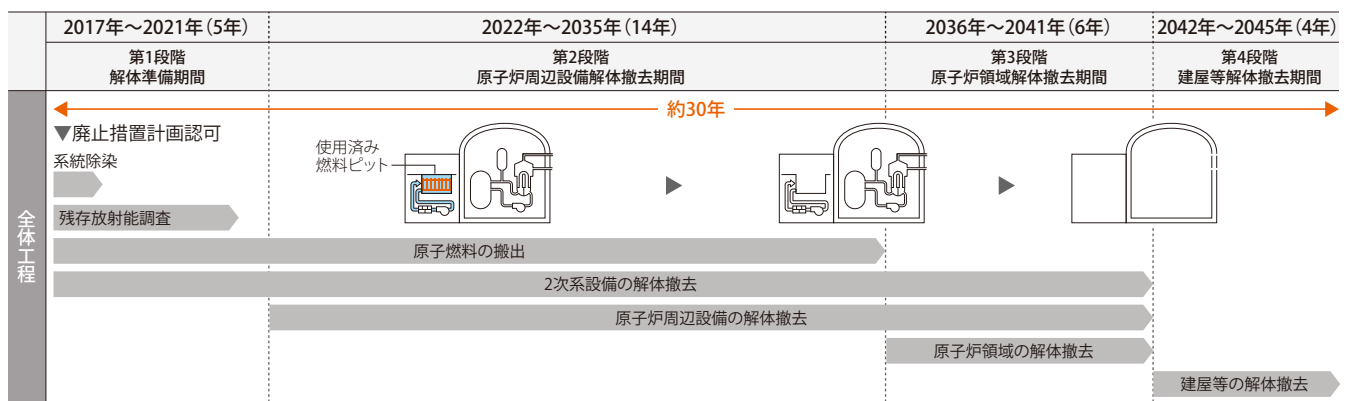 2017年～2021年（5年）
2022年～2035年（14年）
2036年～2041年（6年）
2042年～2045年（4年）
第1段階
解体準備期間
第2段階
原子炉周辺設備解体撤去期間
第3段階
原子炉領域解体撤去期間
第4段階
建屋等解体撤去期間
全体工程
約30年
▼廃止措置計画認可
系統除染
使用済み
燃料ピット
残存放射能調査
原子燃料の搬出
2次系設備の解体撤去
原子炉周辺設備の解体撤去
原子炉領域の解体撤去
建屋等の解体撤去